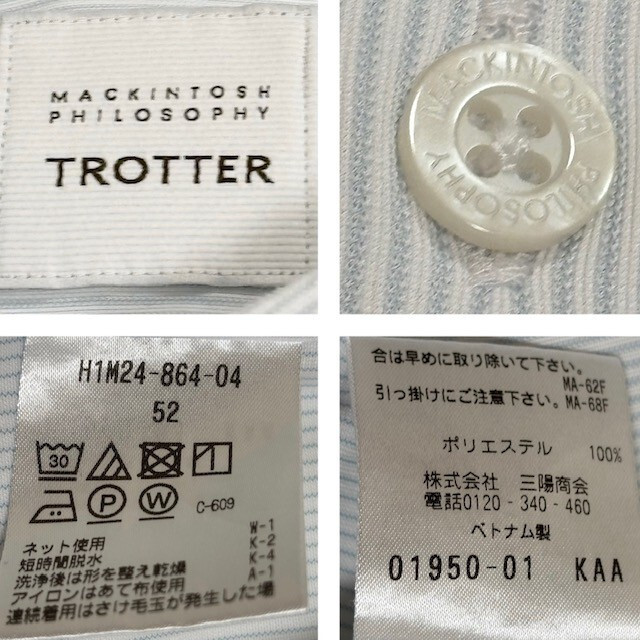 MACKINTOSH
PHILOSOPHY
TROTTER
MACKINTOSH PHILOSOPHY
H1M24-864-04
52
30
P W C-609
W-1
ネット使用 K-2
短時間脱水 K-4
洗浄後は形を整え乾燥 A-1
アイロンはあて布使用
連続着用はさけ毛玉が発生した場
合は早めに取り除いて下さい。
MA-62F
引っ掛けにご注意下さい。MA-68F
ポリエステル 100%
株式会社 三陽商会
電話0120-340-460
ベトナム製
01950-01 KAA